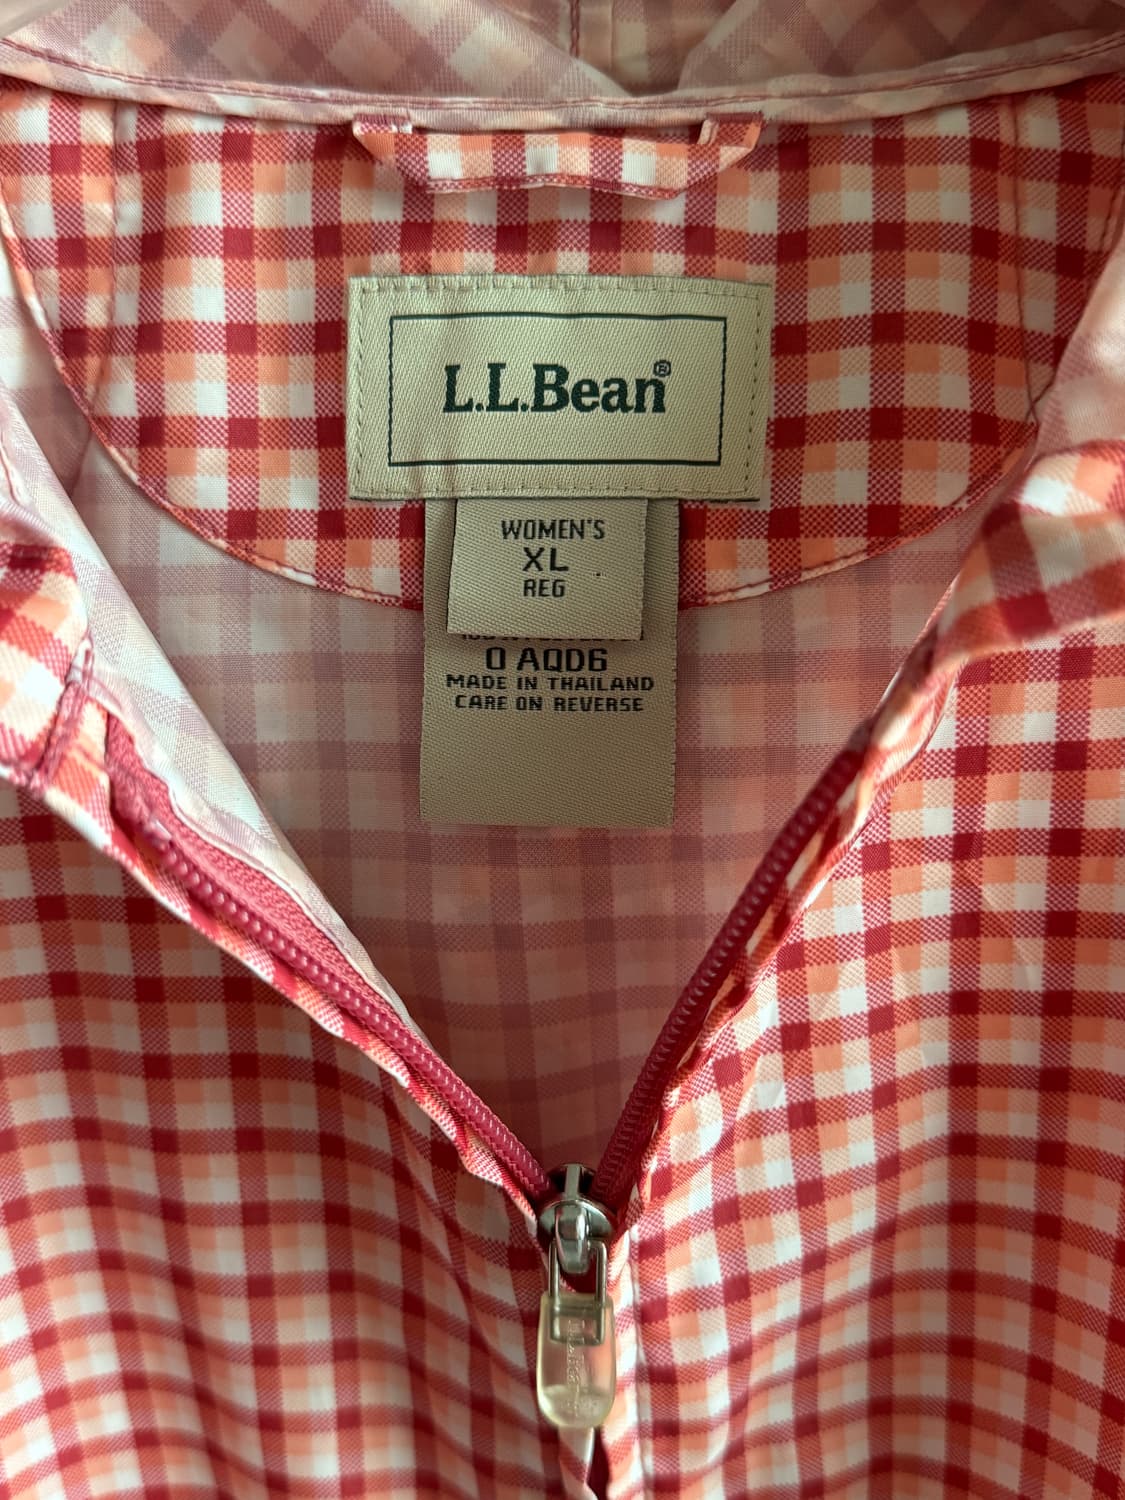 L.L.Bean®
WOMEN'S
XL
REG
0 AQD6
MADE IN THAILAND
CARE ON REVERSE